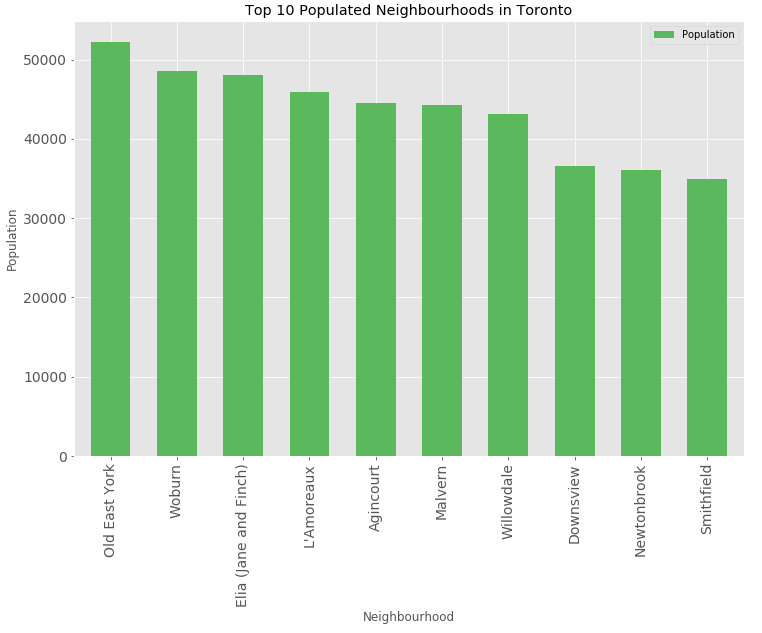 Top 10 Populated Neighbourhoods in Toronto
Population
50000
40000
30000
20000
10000
0
Population
Old East York
Woburn
Elia (Jane and Finch)
L'Amoreaux
Agincourt
Malvern
Willowdale
Downsview
Newtonbrook
Smithfield
Neighbourhood